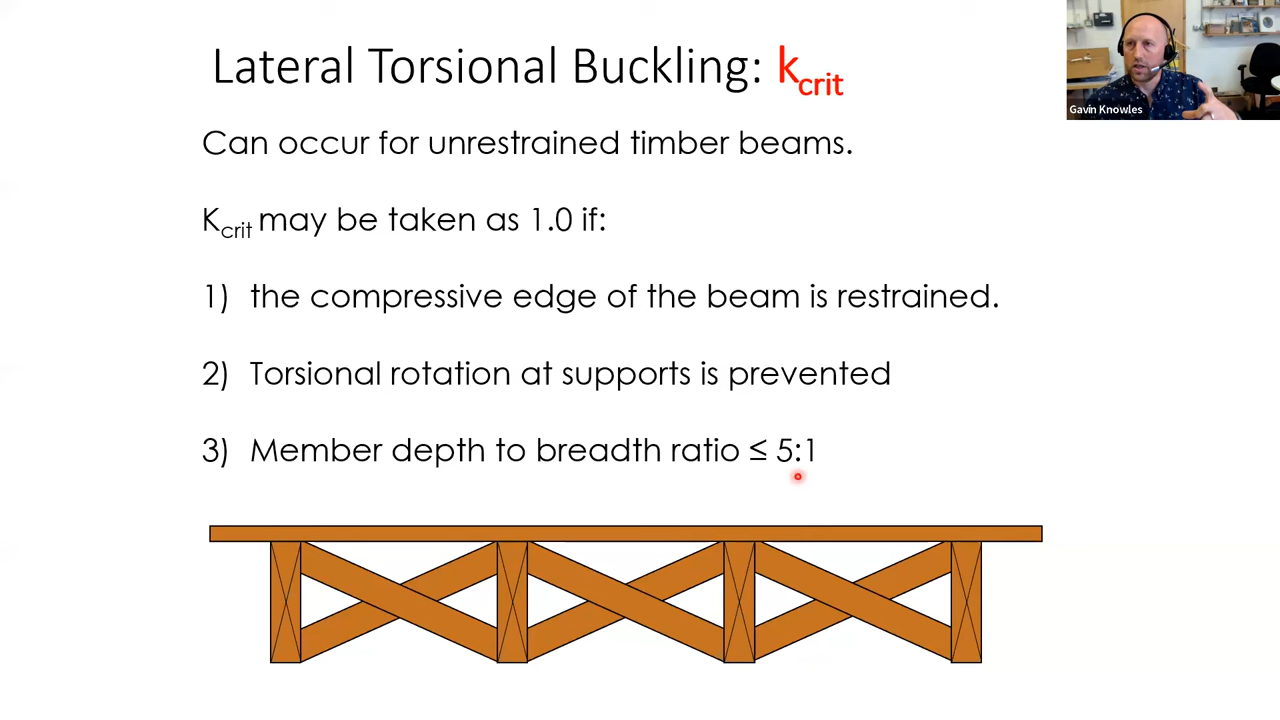 Lateral Torsional Buckling: kcrit
Gavin Knowles
Can occur for unrestrained timber beams.
Kcrit may be taken as 1.0 if:
1) the compressive edge of the beam is restrained.
2) Torsional rotation at supports is prevented
3) Member depth to breadth ratio ≤ 5:1